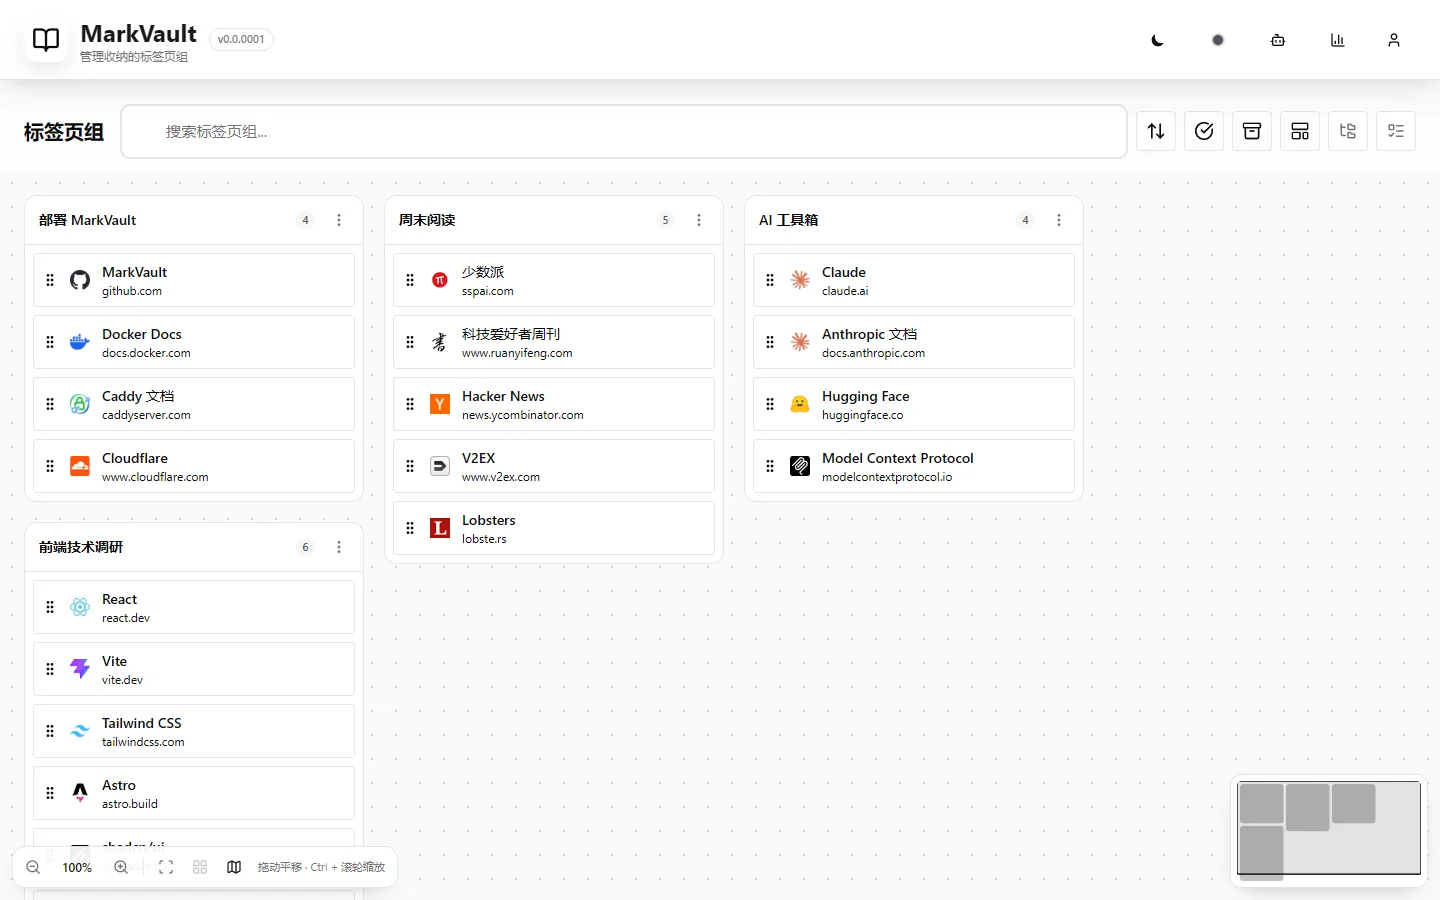 MarkVault
v0.0.0001
管理收纳的标签页组
标签页组
搜索标签页组...
部署 MarkVault
4
MarkVault
github.com
Docker Docs
docs.docker.com
Caddy 文档
caddyserver.com
Cloudflare
www.cloudflare.com
前端技术调研
6
React
react.dev
Vite
vite.dev
Tailwind CSS
tailwindcss.com
Astro
astro.build
周末阅读
5
少数派
sspai.com
科技爱好者周刊
www.ruanyifeng.com
Hacker News
news.ycombinator.com
V2EX
www.v2ex.com
Lobsters
lobste.rs
AI 工具箱
4
Claude
claude.ai
Anthropic 文档
docs.anthropic.com
Hugging Face
huggingface.co
Model Context Protocol
modelcontextprotocol.io
100%
拖动平移 · Ctrl + 滚轮缩放